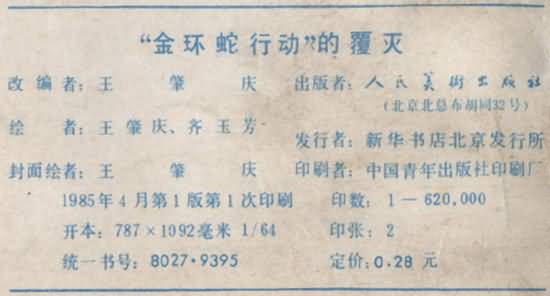 “金环蛇行动”的覆灭
改编者：王肇庆
出版者：人民美术出版社
（北京北总布胡同32号）
绘者：王肇庆、齐玉芳
发行者：新华书店北京发行所
封面绘者：王肇庆
印刷者：中国青年出版社印刷厂
1985年4月第1版第1次印刷
印数：1—620,000
开本：787×1092毫米 1/64
印张：2
统一书号：8027·9395
定价：0.28 元